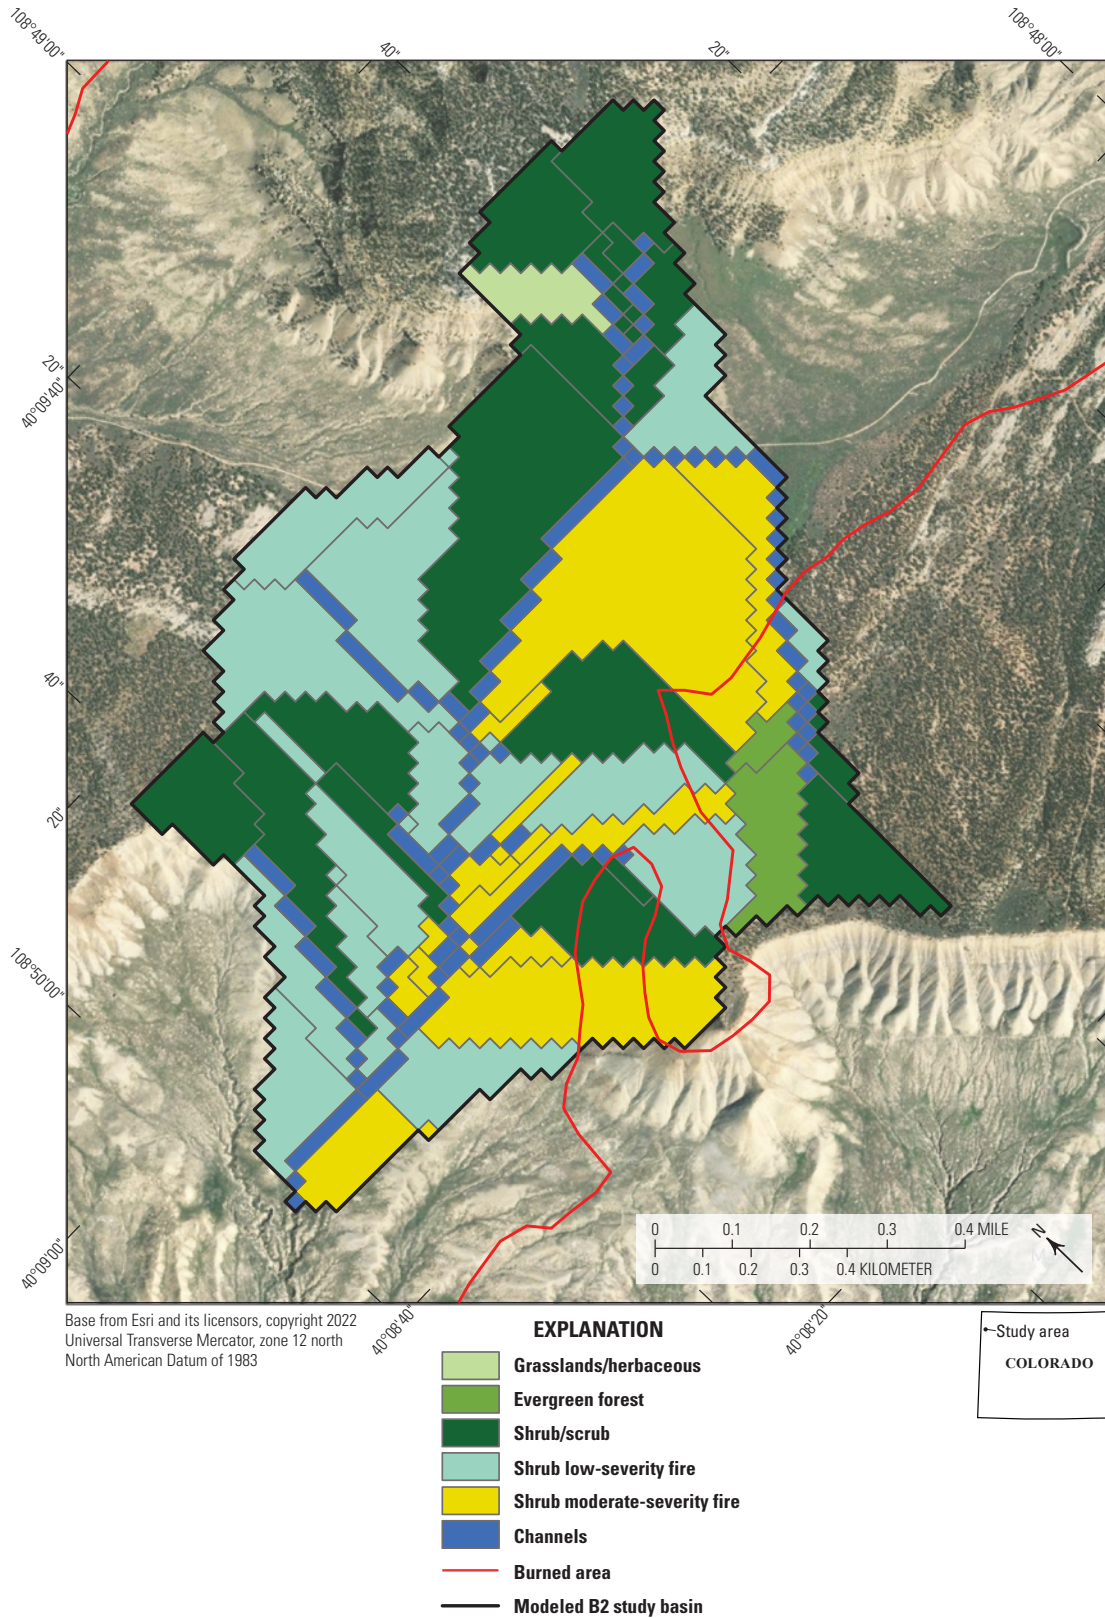 108°49'00"
40"
20"
108°48'00"
20"
40°09'40"
40"
20"
108°50'00"
40°09'00"
40°08'40"
40°08'20"
0 0.1 0.2 0.3 0.4 MILE
0 0.1 0.2 0.3 0.4 KILOMETER
N
Base from Esri and its licensors, copyright 2022
Universal Transverse Mercator, zone 12 north
North American Datum of 1983
EXPLANATION
Grasslands/herbaceous
Evergreen forest
Shrub/scrub
Shrub low-severity fire
Shrub moderate-severity fire
Channels
Burned area
Modeled B2 study basin
Study area
COLORADO